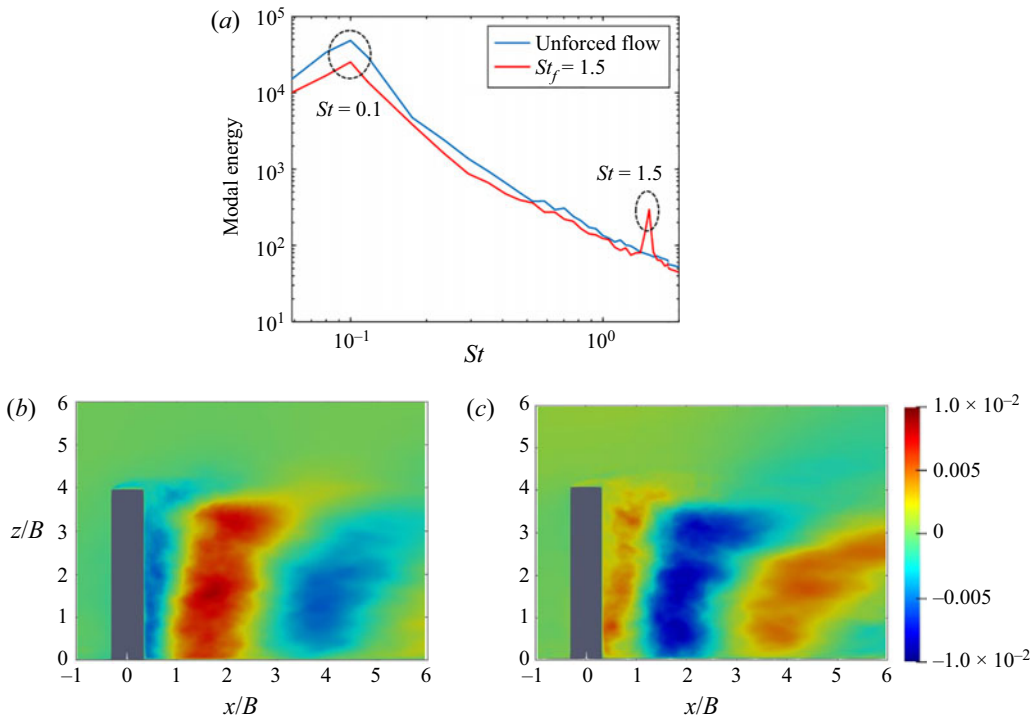 (a)
10^5
10^4
10^3
10^2
10^1
Modal energy
Unforced flow
St_f = 1.5
St = 0.1
St = 1.5
10^−1
10^0
St
(b)
6
5
4
3
2
1
0
z/B
−1 0 1 2 3 4 5 6
x/B
(c)
6
5
4
3
2
1
0
−1 0 1 2 3 4 5 6
x/B
1.0 × 10^−2
0.005
0
−0.005
−1.0 × 10^−2